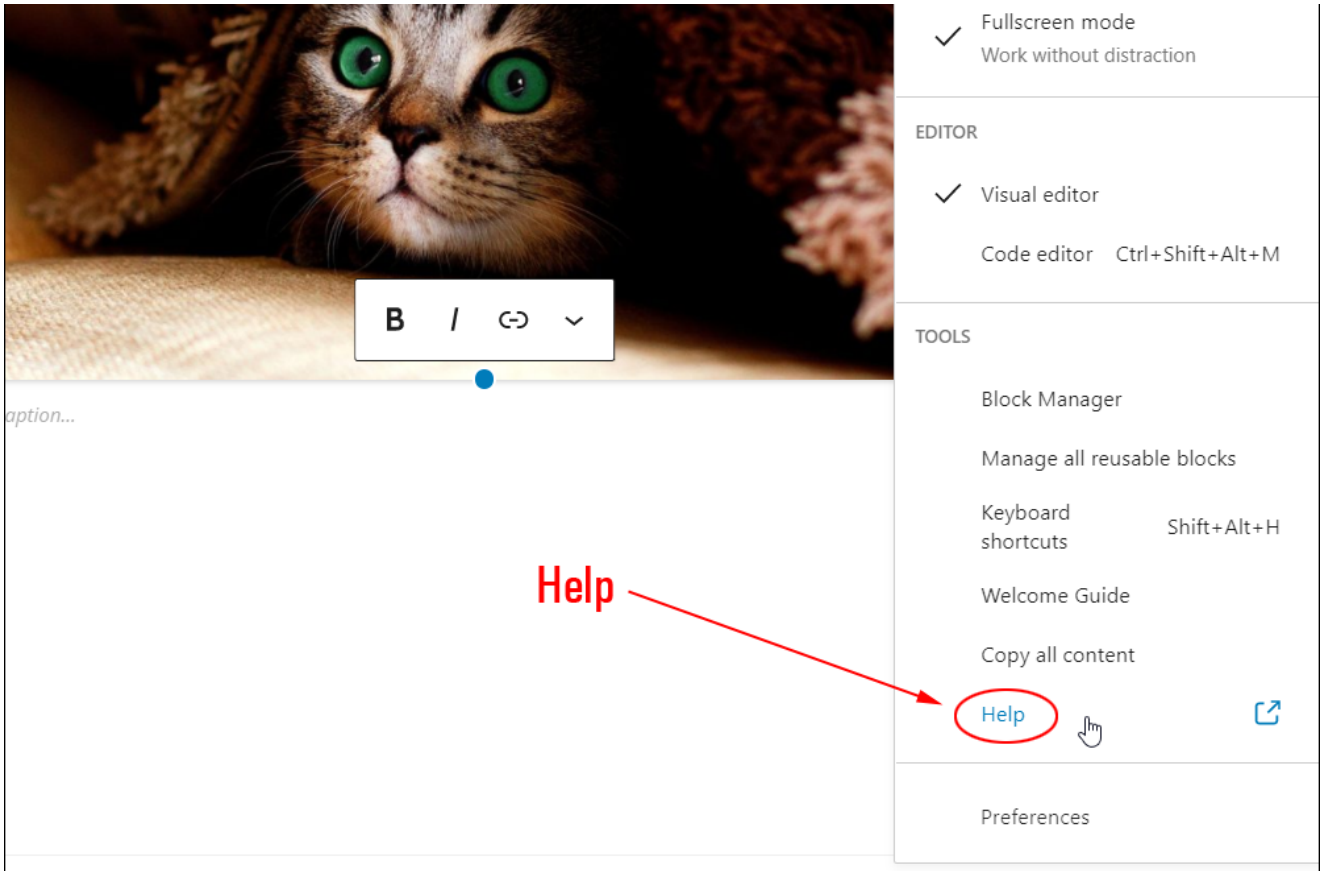 Fullscreen mode
Work without distraction
EDITOR
Visual editor
Code editor Ctrl+Shift+Alt+M
B I
TOOLS
aption...
Block Manager
Manage all reusable blocks
Keyboard
shortcuts
Shift+Alt+H
Help
Welcome Guide
Copy all content
Help
Preferences